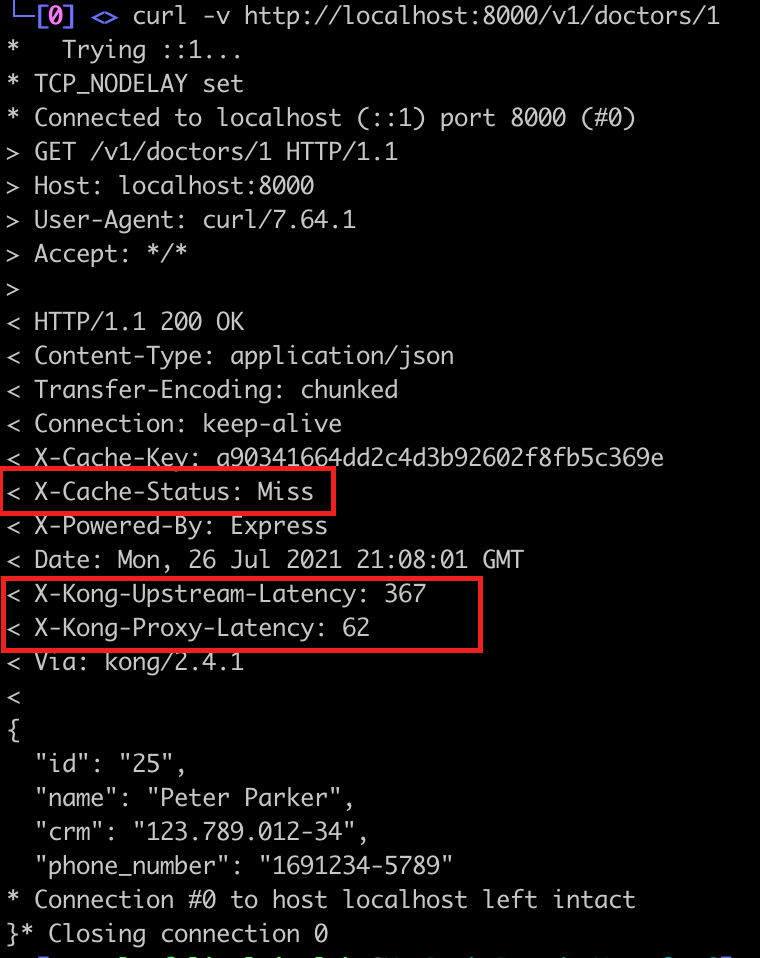 [0] <> curl -v http://localhost:8000/v1/doctors/1
*   Trying ::1...
* TCP_NODELAY set
* Connected to localhost (::1) port 8000 (#0)
> GET /v1/doctors/1 HTTP/1.1
> Host: localhost:8000
> User-Agent: curl/7.64.1
> Accept: */*
>
< HTTP/1.1 200 OK
< Content-Type: application/json
< Transfer-Encoding: chunked
< Connection: keep-alive
< X-Cache-Key: a90341664dd2c4d3b92602f8fb5c369e
< X-Cache-Status: Miss
< X-Powered-By: Express
< Date: Mon, 26 Jul 2021 21:08:01 GMT
< X-Kong-Upstream-Latency: 367
< X-Kong-Proxy-Latency: 62
< Via: kong/2.4.1
<
{
  "id": "25",
  "name": "Peter Parker",
  "crm": "123.789.012-34",
  "phone_number": "1691234-5789"
* Connection #0 to host localhost left intact
}* Closing connection 0